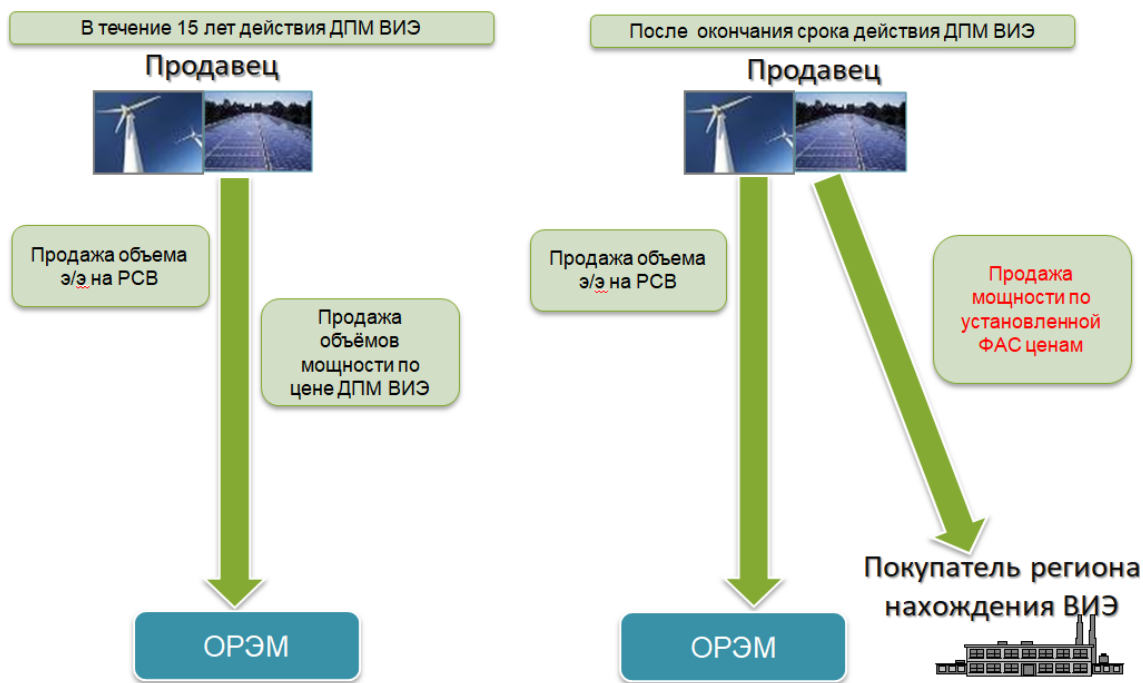 В течение 15 лет действия ДПМ ВИЭ
Продавец
Продажа объема
э/э на РСВ
Продажа
объёмов
мощности по
цене ДПМ ВИЭ
ОРЭМ
После окончания срока действия ДПМ ВИЭ
Продавец
Продажа объема
э/э на РСВ
Продажа
мощности по
установленной
ФАС ценам
Покупатель региона
нахождения ВИЭ
ОРЭМ